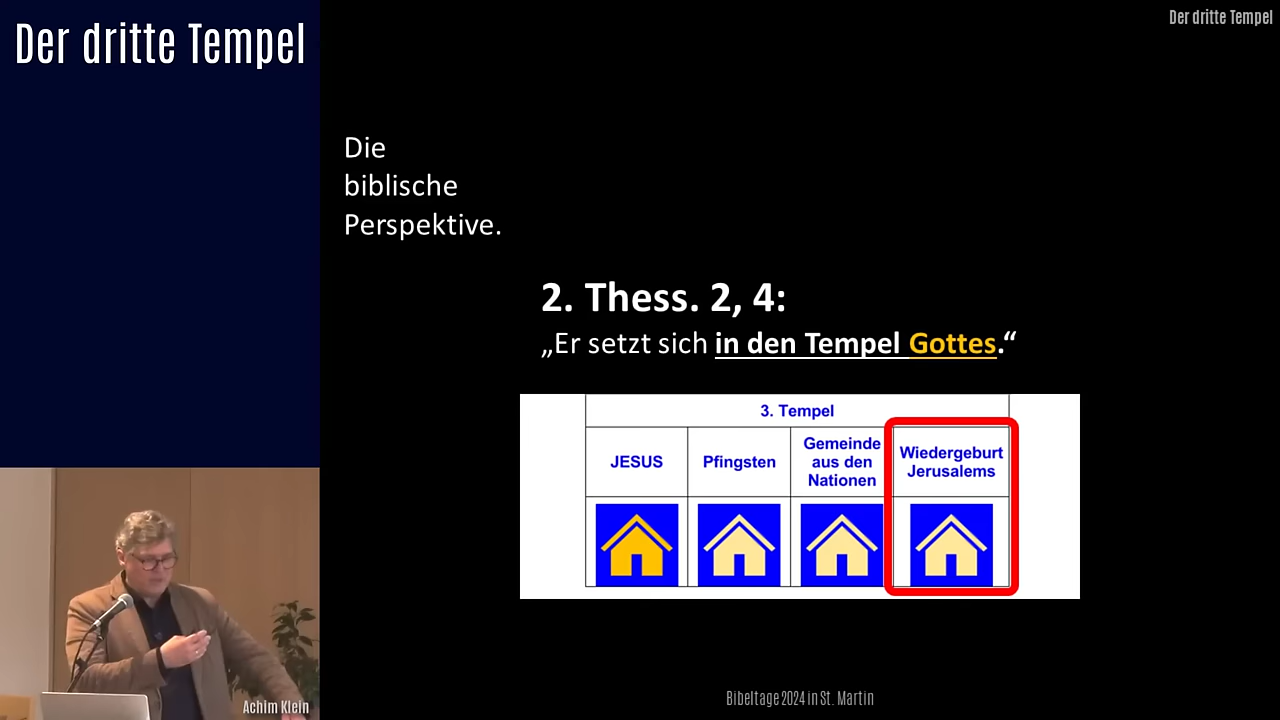 Der dritte Tempel
Der dritte Tempel
Die
biblische
Perspektive.
2. Thess. 2, 4:
„Er setzt sich in den Tempel Gottes.“
3. Tempel
JESUS
Pfingsten
Gemeinde
aus den
Nationen
Wiedergeburt
Jerusalems
Achim Klein
Bibeltage 2024 in St. Martin